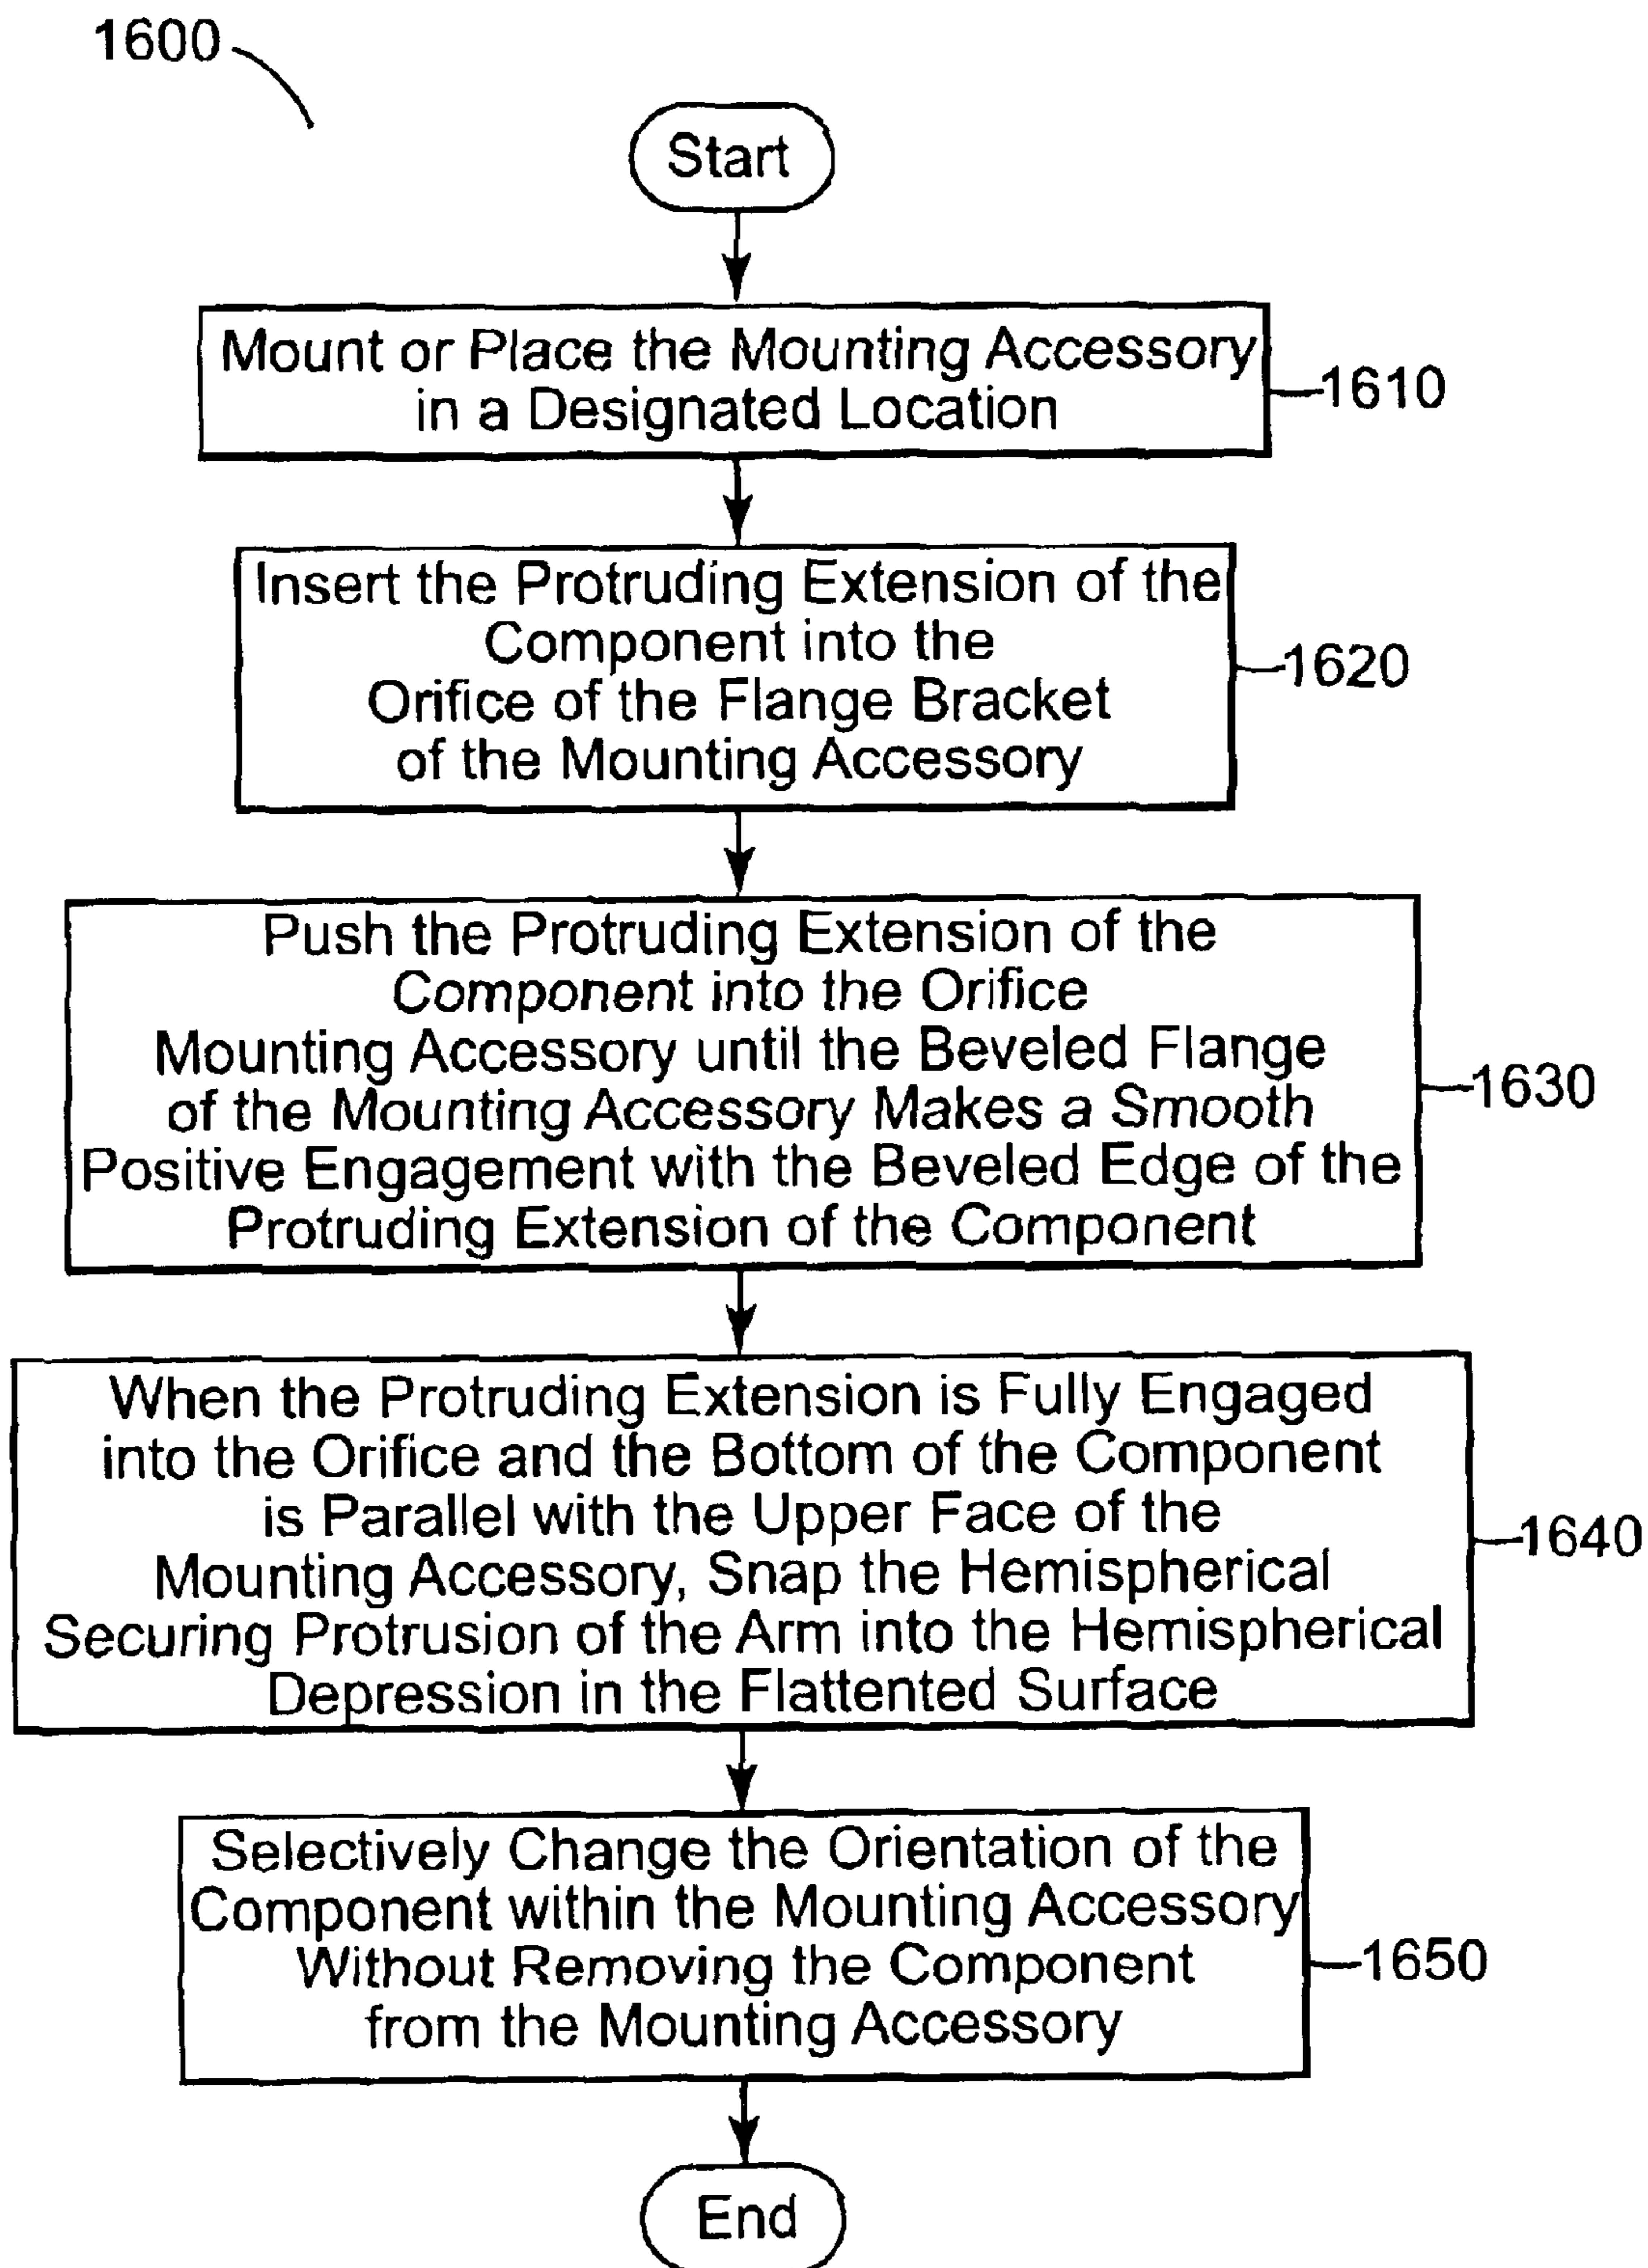 1600
Start
Mount or Place the Mounting Accessory
in a Designated Location
1610
Insert the Protruding Extension of the
Component into the
Orifice of the Flange Bracket
of the Mounting Accessory
1620
Push the Protruding Extension of the
Component into the Orifice
Mounting Accessory until the Beveled Flange
of the Mounting Accessory Makes a Smooth
Positive Engagement with the Beveled Edge of the
Protruding Extension of the Component
1630
When the Protruding Extension is Fully Engaged
into the Orifice and the Bottom of the Component
is Parallel with the Upper Face of the
Mounting Accessory, Snap the Hemispherical
Securing Protrusion of the Arm into the Hemispherical
Depression in the Flattented Surface
1640
Selectively Change the Orientation of the
Component within the Mounting Accessory
Without Removing the Component
from the Mounting Accessory
1650
End